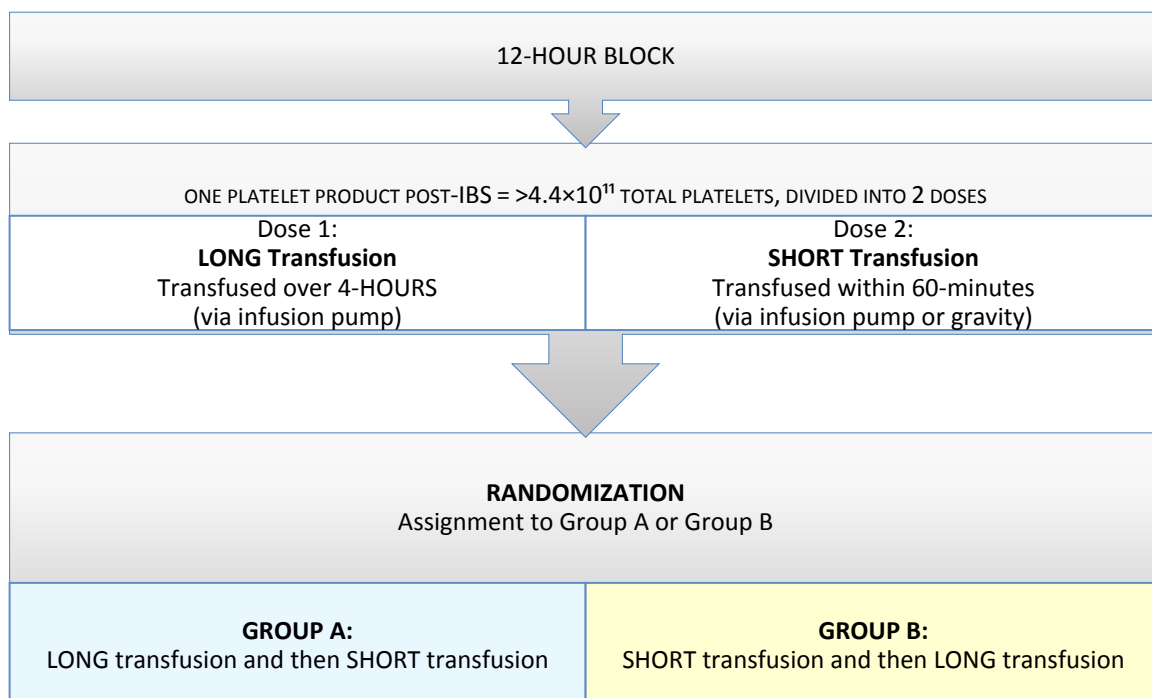 12-HOUR BLOCK
ONE PLATELET PRODUCT POST-IBS = >4.4×10¹¹ TOTAL PLATELETS, DIVIDED INTO 2 DOSES
Dose 1:
LONG Transfusion
Transfused over 4-HOURS
(via infusion pump)
Dose 2:
SHORT Transfusion
Transfused within 60-minutes
(via infusion pump or gravity)
RANDOMIZATION
Assignment to Group A or Group B
GROUP A:
LONG transfusion and then SHORT transfusion
GROUP B:
SHORT transfusion and then LONG transfusion